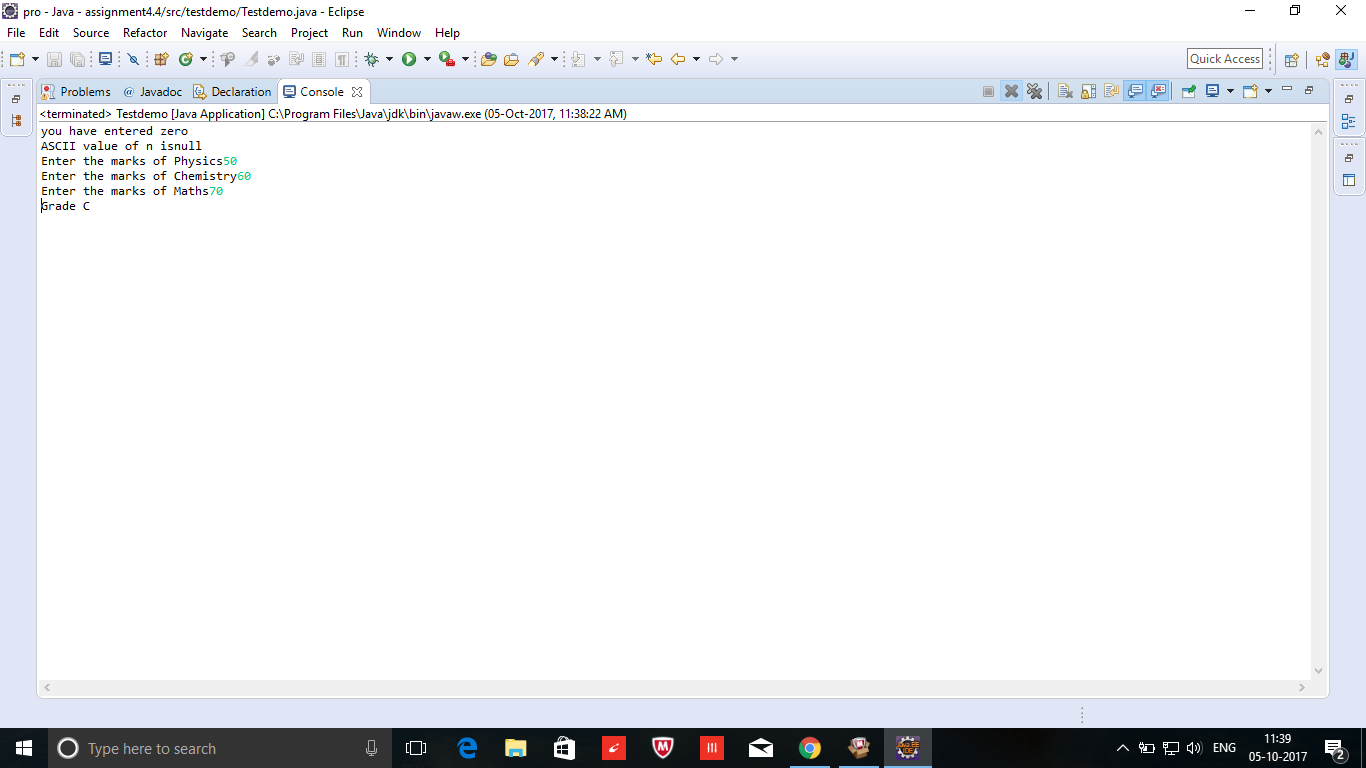 pro - Java - assignment4.4/src/testdemo/Testdemo.java - Eclipse
File Edit Source Refactor Navigate Search Project Run Window Help
Quick Access
Problems @ Javadoc Declaration Console
<terminated> Testdemo [Java Application] C:\Program Files\Java\jdk\bin\javaw.exe (05-Oct-2017, 11:38:22 AM)
you have entered zero
ASCII value of n isnull
Enter the marks of Physics50
Enter the marks of Chemistry60
Enter the marks of Maths70
Grade C
Type here to search
ENG
11:39
05-10-2017
2